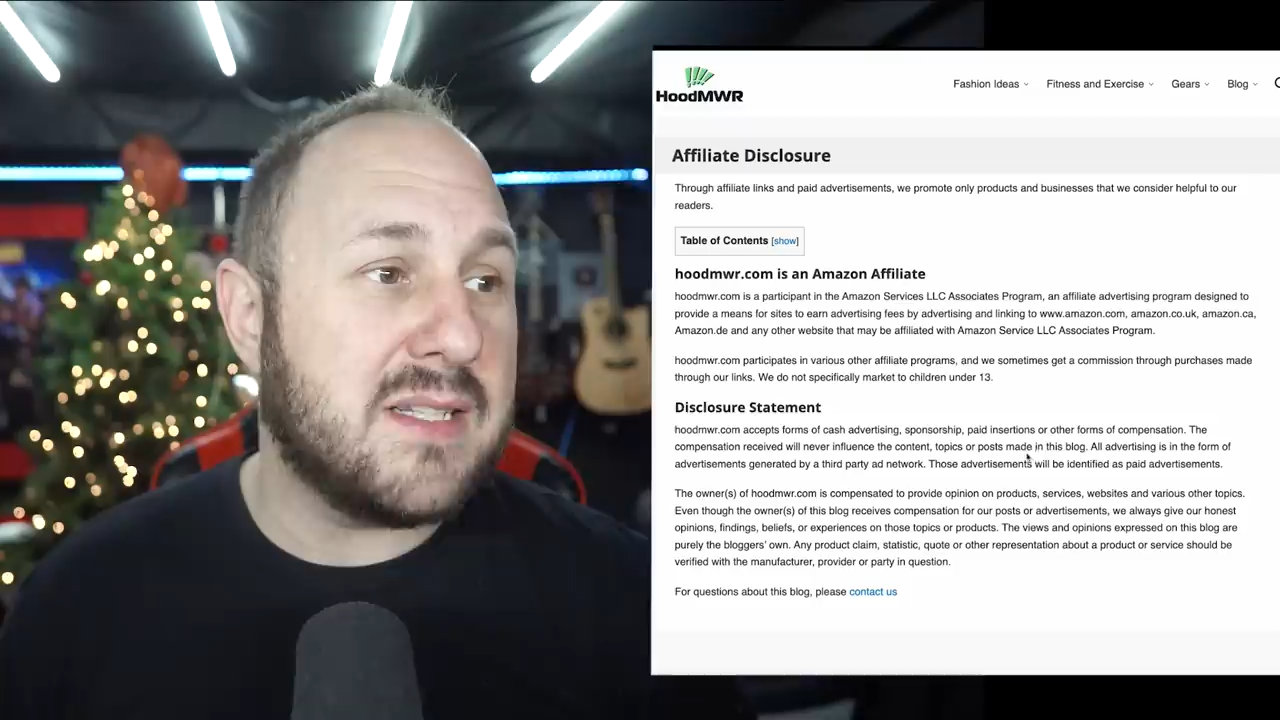 HoodMWR
Fashion Ideas
Fitness and Exercise
Gears
Blog
Affiliate Disclosure
Through affiliate links and paid advertisements, we promote only products and businesses that we consider helpful to our
readers.
Table of Contents [show]
hoodmwr.com is an Amazon Affiliate
hoodmwr.com is a participant in the Amazon Services LLC Associates Program, an affiliate advertising program designed to
provide a means for sites to earn advertising fees by advertising and linking to www.amazon.com, amazon.co.uk, amazon.ca,
Amazon.de and any other website that may be affiliated with Amazon Service LLC Associates Program.
hoodmwr.com participates in various other affiliate programs, and we sometimes get a commission through purchases made
through our links. We do not specifically market to children under 13.
Disclosure Statement
hoodmwr.com accepts forms of cash advertising, sponsorship, paid insertions or other forms of compensation. The
compensation received will never influence the content, topics or posts made in this blog. All advertising is in the form of
advertisements generated by a third party ad network. Those advertisements will be identified as paid advertisements.
The owner(s) of hoodmwr.com is compensated to provide opinion on products, services, websites and various other topics.
Even though the owner(s) of this blog receives compensation for our posts or advertisements, we always give our honest
opinions, findings, beliefs, or experiences on those topics or products. The views and opinions expressed on this blog are
purely the bloggers' own. Any product claim, statistic, quote or other representation about a product or service should be
verified with the manufacturer, provider or party in question.
For questions about this blog, please contact us